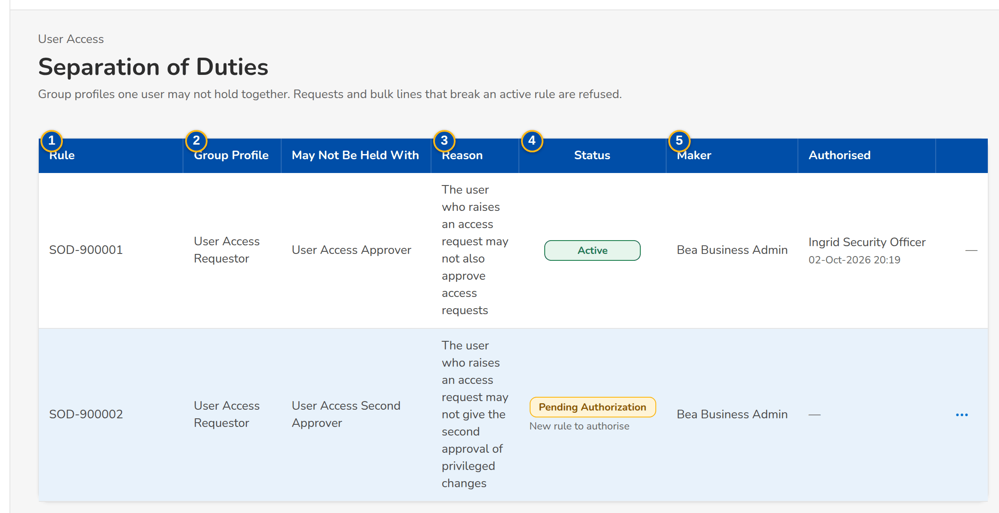 User Access
Separation of Duties
Group profiles one user may not hold together. Requests and bulk lines that break an active rule are refused.
1 2 3 4 5
Rule Group Profile May Not Be Held With Reason Status Maker Authorised
SOD-900001
User Access
Requestor
User Access Approver
The user
who raises
an access
request may
not also
approve
access
requests
Active
Bea Business Admin
Ingrid Security Officer
02-Oct-2026 20:19
—
SOD-900002
User Access
Requestor
User Access Second
Approver
The user
who raises
an access
request may
not give the
second
approval of
privileged
changes
Pending Authorization
New rule to authorise
Bea Business Admin
—
•••